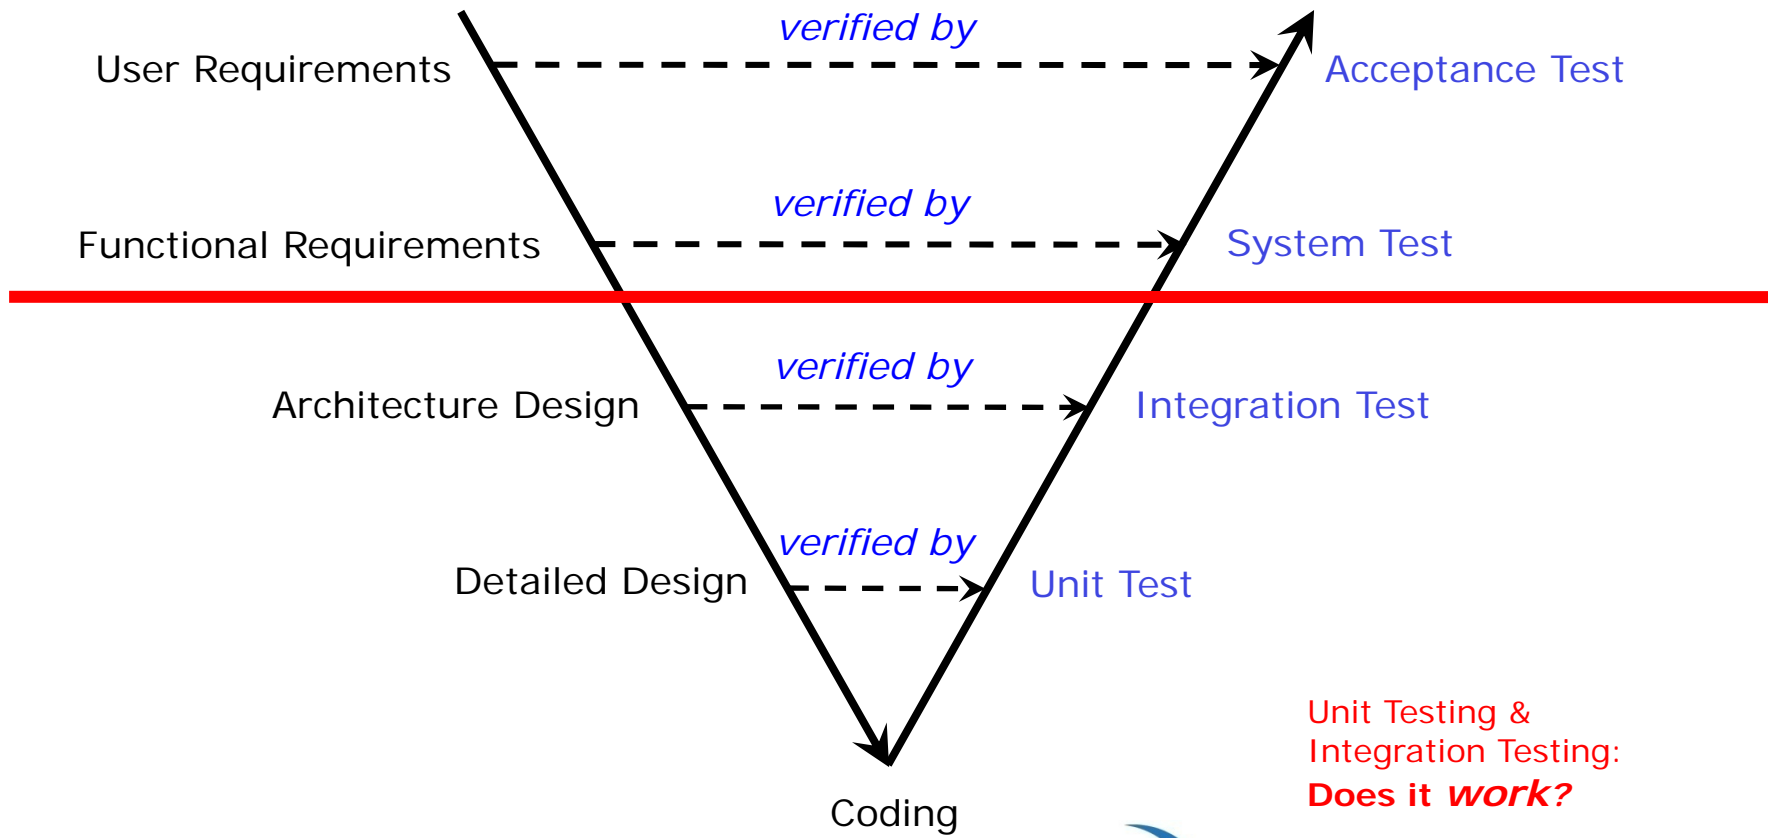 verified by
User Requirements
Acceptance Test
verified by
Functional Requirements
System Test
verified by
Architecture Design
Integration Test
verified by
Detailed Design
Unit Test
Unit Testing &
Integration Testing:
Does it work?
Coding